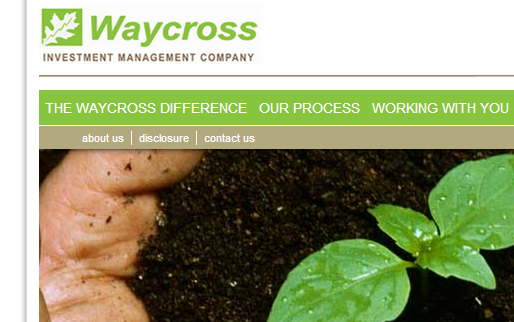 Waycross
INVESTMENT MANAGEMENT COMPANY
THE WAYCROSS DIFFERENCE OUR PROCESS WORKING WITH YOU
about us disclosure contact us